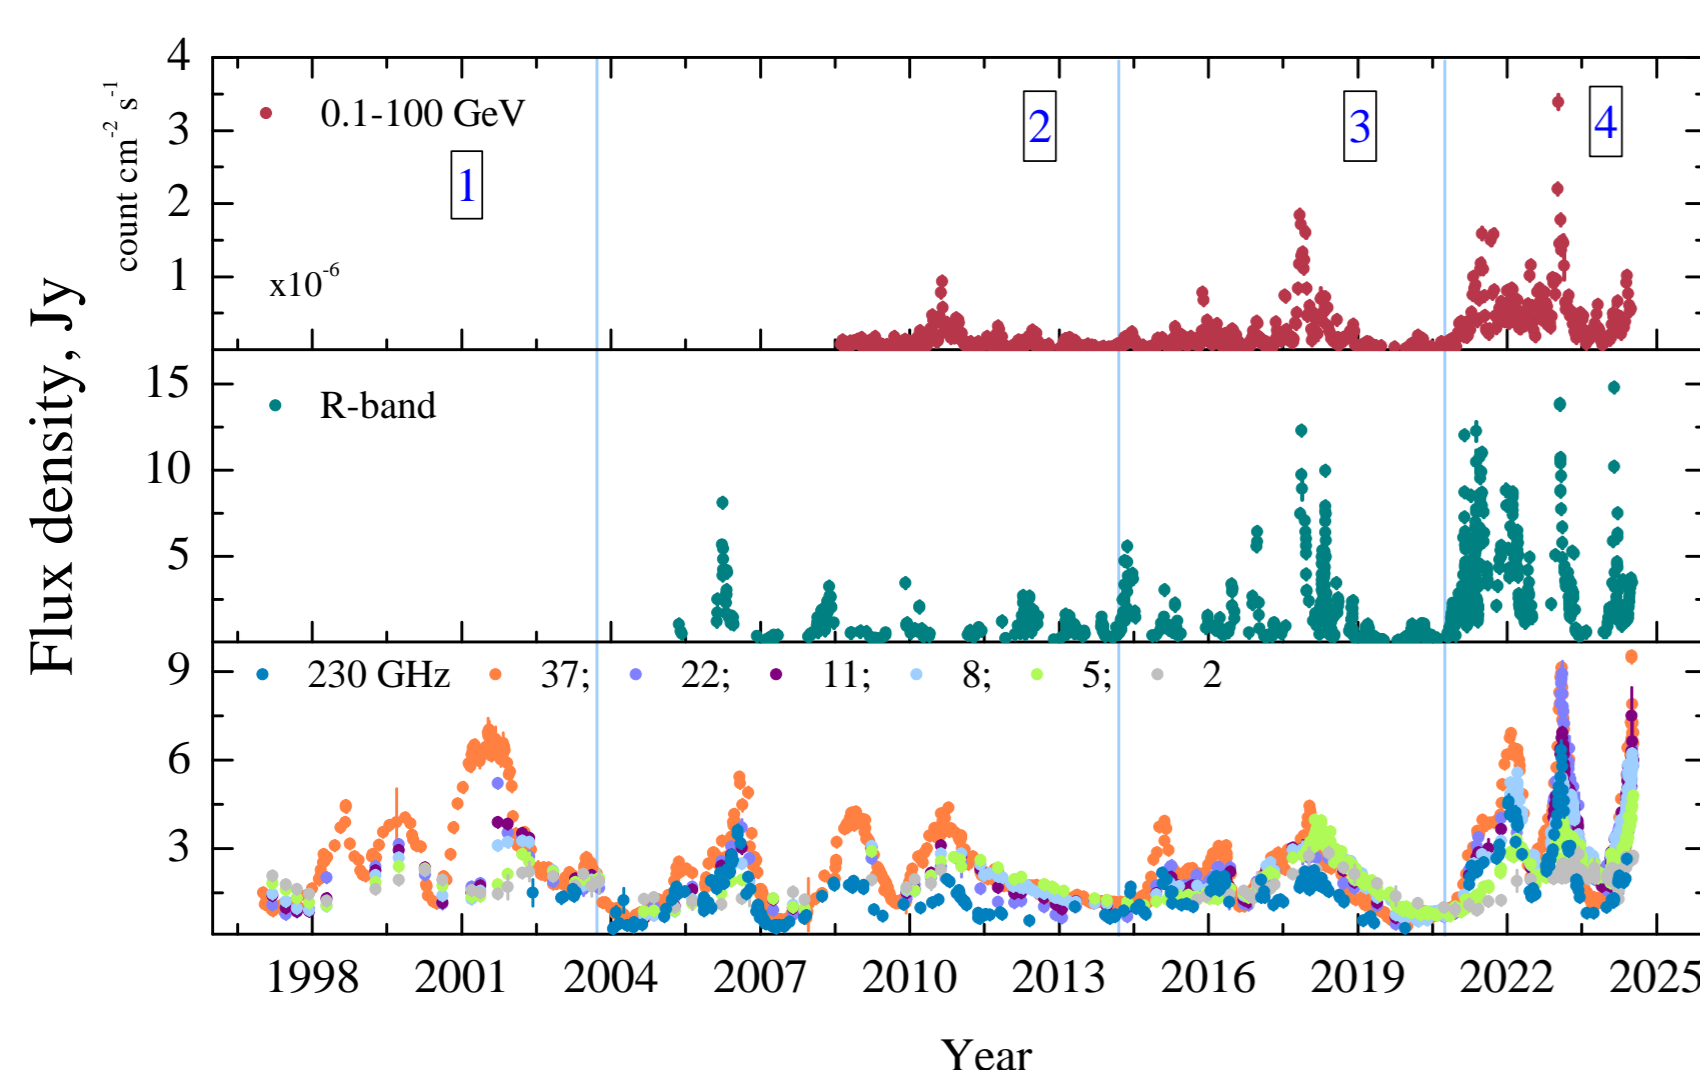 Flux density, Jy
count cm⁻² s⁻¹
4
3
2
1
0.1-100 GeV
x10⁻⁶
1
2
3
4
15
10
5
R-band
9
6
3
230 GHz 37; 22; 11; 8; 5; 2
1998 2001 2004 2007 2010 2013 2016 2019 2022 2025
Year